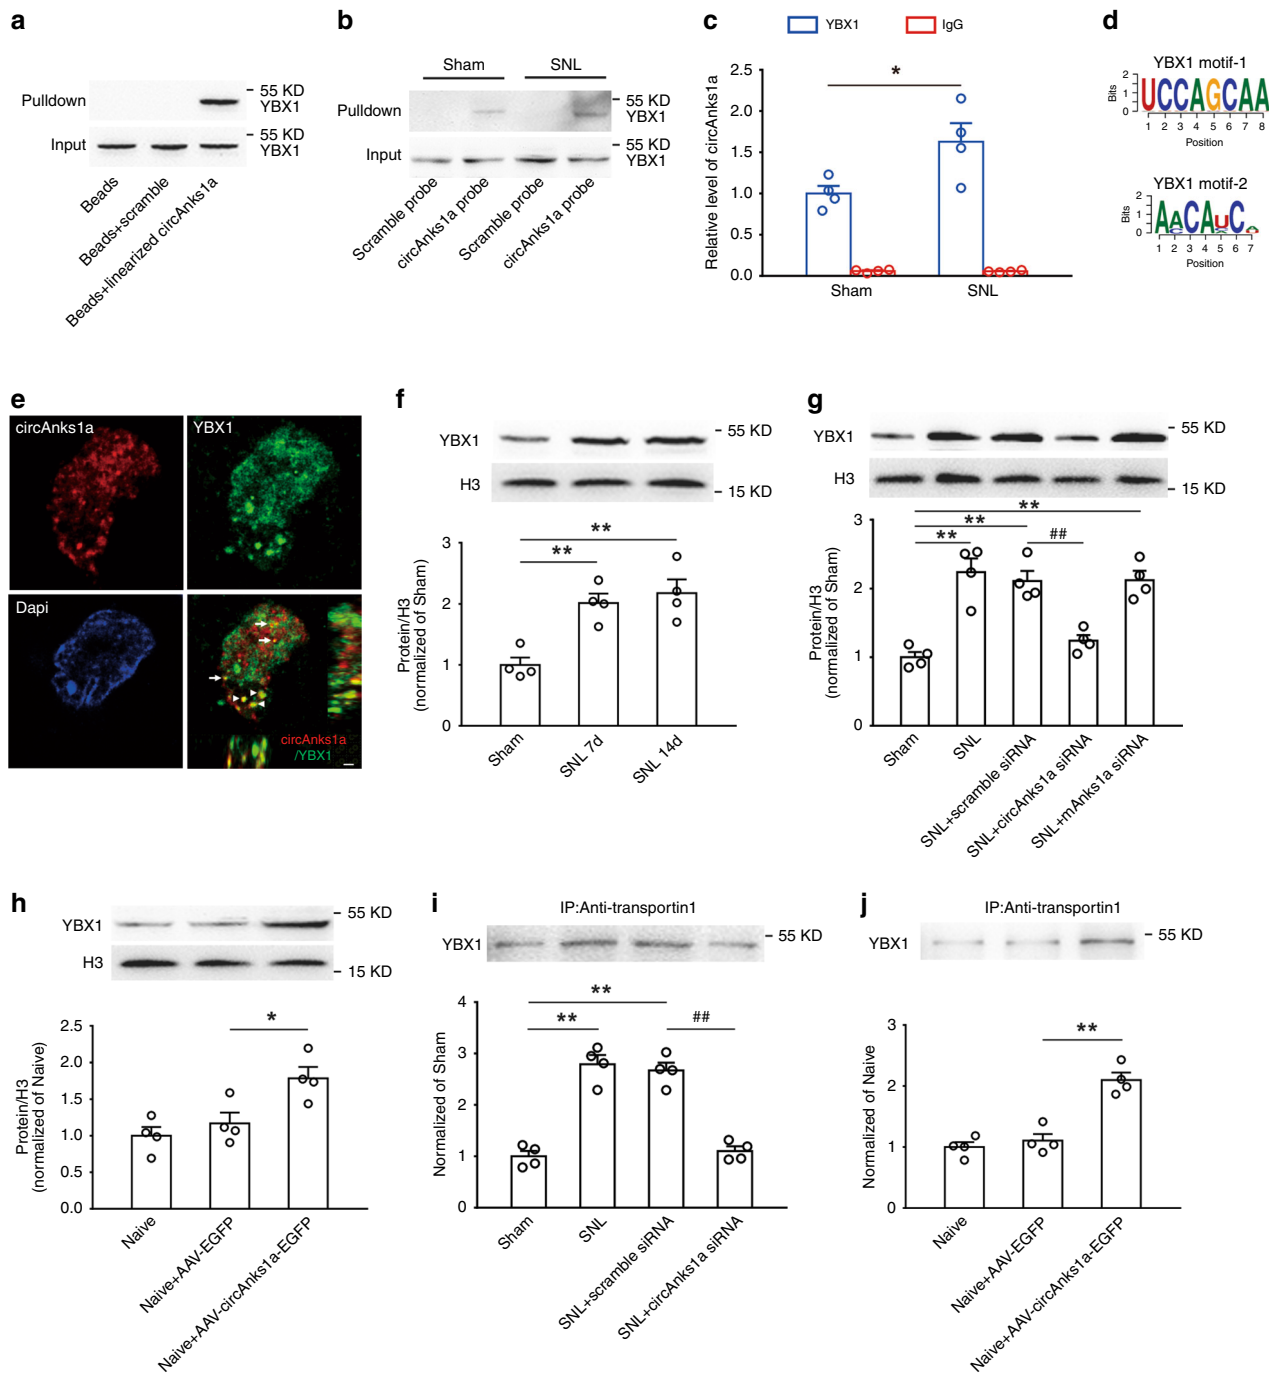 a
Pulldown
55 KD
YBX1
Input
55 KD
YBX1
Beads
Beads+scramble
Beads+linearized circAnks1a
b
Sham
SNL
Pulldown
55 KD
YBX1
Input
55 KD
YBX1
Scramble probe
circAnks1a probe
Scramble probe
circAnks1a probe
c
YBX1
IgG
Relative level of circAnks1a
2.5
2.0
1.5
1.0
0.5
0.0
*
Sham
SNL
d
YBX1 motif-1
Bits
2
1
0
UCCAGCAA
1 2 3 4 5 6 7 8
Position
YBX1 motif-2
Bits
2
1
0
AACAUC
1 2 3 4 5 6 7
Position
e
circAnks1a
YBX1
Dapi
circAnks1a
/YBX1
f
YBX1
55 KD
H3
15 KD
Protein/H3
(normalized of Sham)
3
2
1
0
**
**
Sham
SNL 7d
SNL 14d
g
YBX1
55 KD
H3
15 KD
Protein/H3
(normalized of Sham)
3
2
1
0
**
**
**
##
Sham
SNL
SNL+scramble siRNA
SNL+circAnks1a siRNA
SNL+mAnks1a siRNA
h
YBX1
55 KD
H3
15 KD
Protein/H3
(normalized of Naive)
2.5
2.0
1.5
1.0
0.5
0.0
*
Naive
Naive+AAV-EGFP
Naive+AAV-circAnks1a-EGFP
i
IP:Anti-transportin1
YBX1
55 KD
Normalized of Sham
4
3
2
1
0
**
**
##
Sham
SNL
SNL+scramble siRNA
SNL+circAnks1a siRNA
j
IP:Anti-transportin1
YBX1
55 KD
Normalized of Naive
3
2
1
0
**
Naive
Naive+AAV-EGFP
Naive+AAV-circAnks1a-EGFP